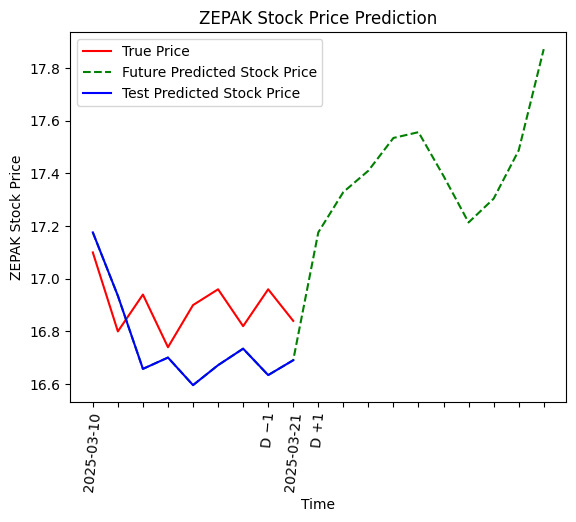 ZEPAK Stock Price Prediction
True Price
Future Predicted Stock Price
Test Predicted Stock Price
ZEPAK Stock Price
17.8
17.6
17.4
17.2
17.0
16.8
16.6
2025-03-10
D −1
2025-03-21
D +1
Time